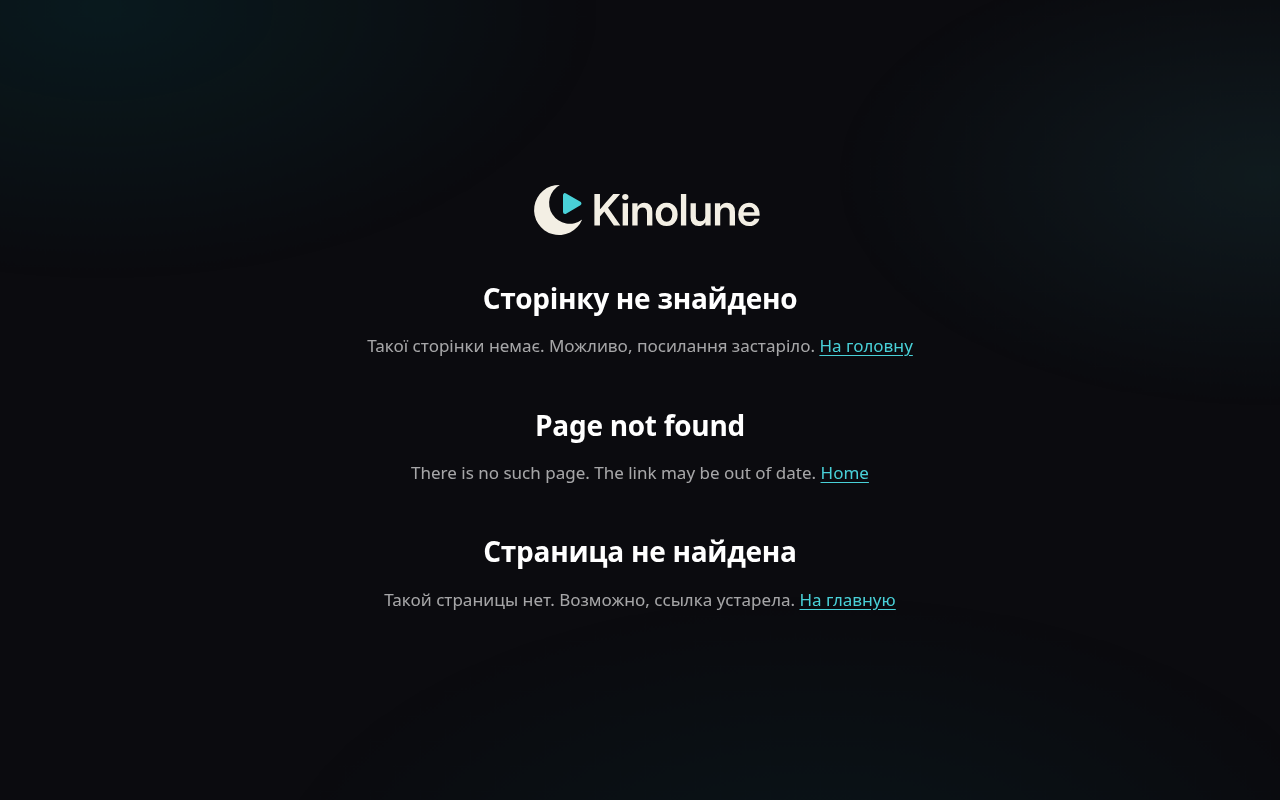 Kinolune
Сторінку не знайдено
Такої сторінки немає. Можливо, посилання застаріло. На головну
Page not found
There is no such page. The link may be out of date. Home
Страница не найдена
Такой страницы нет. Возможно, ссылка устарела. На главную